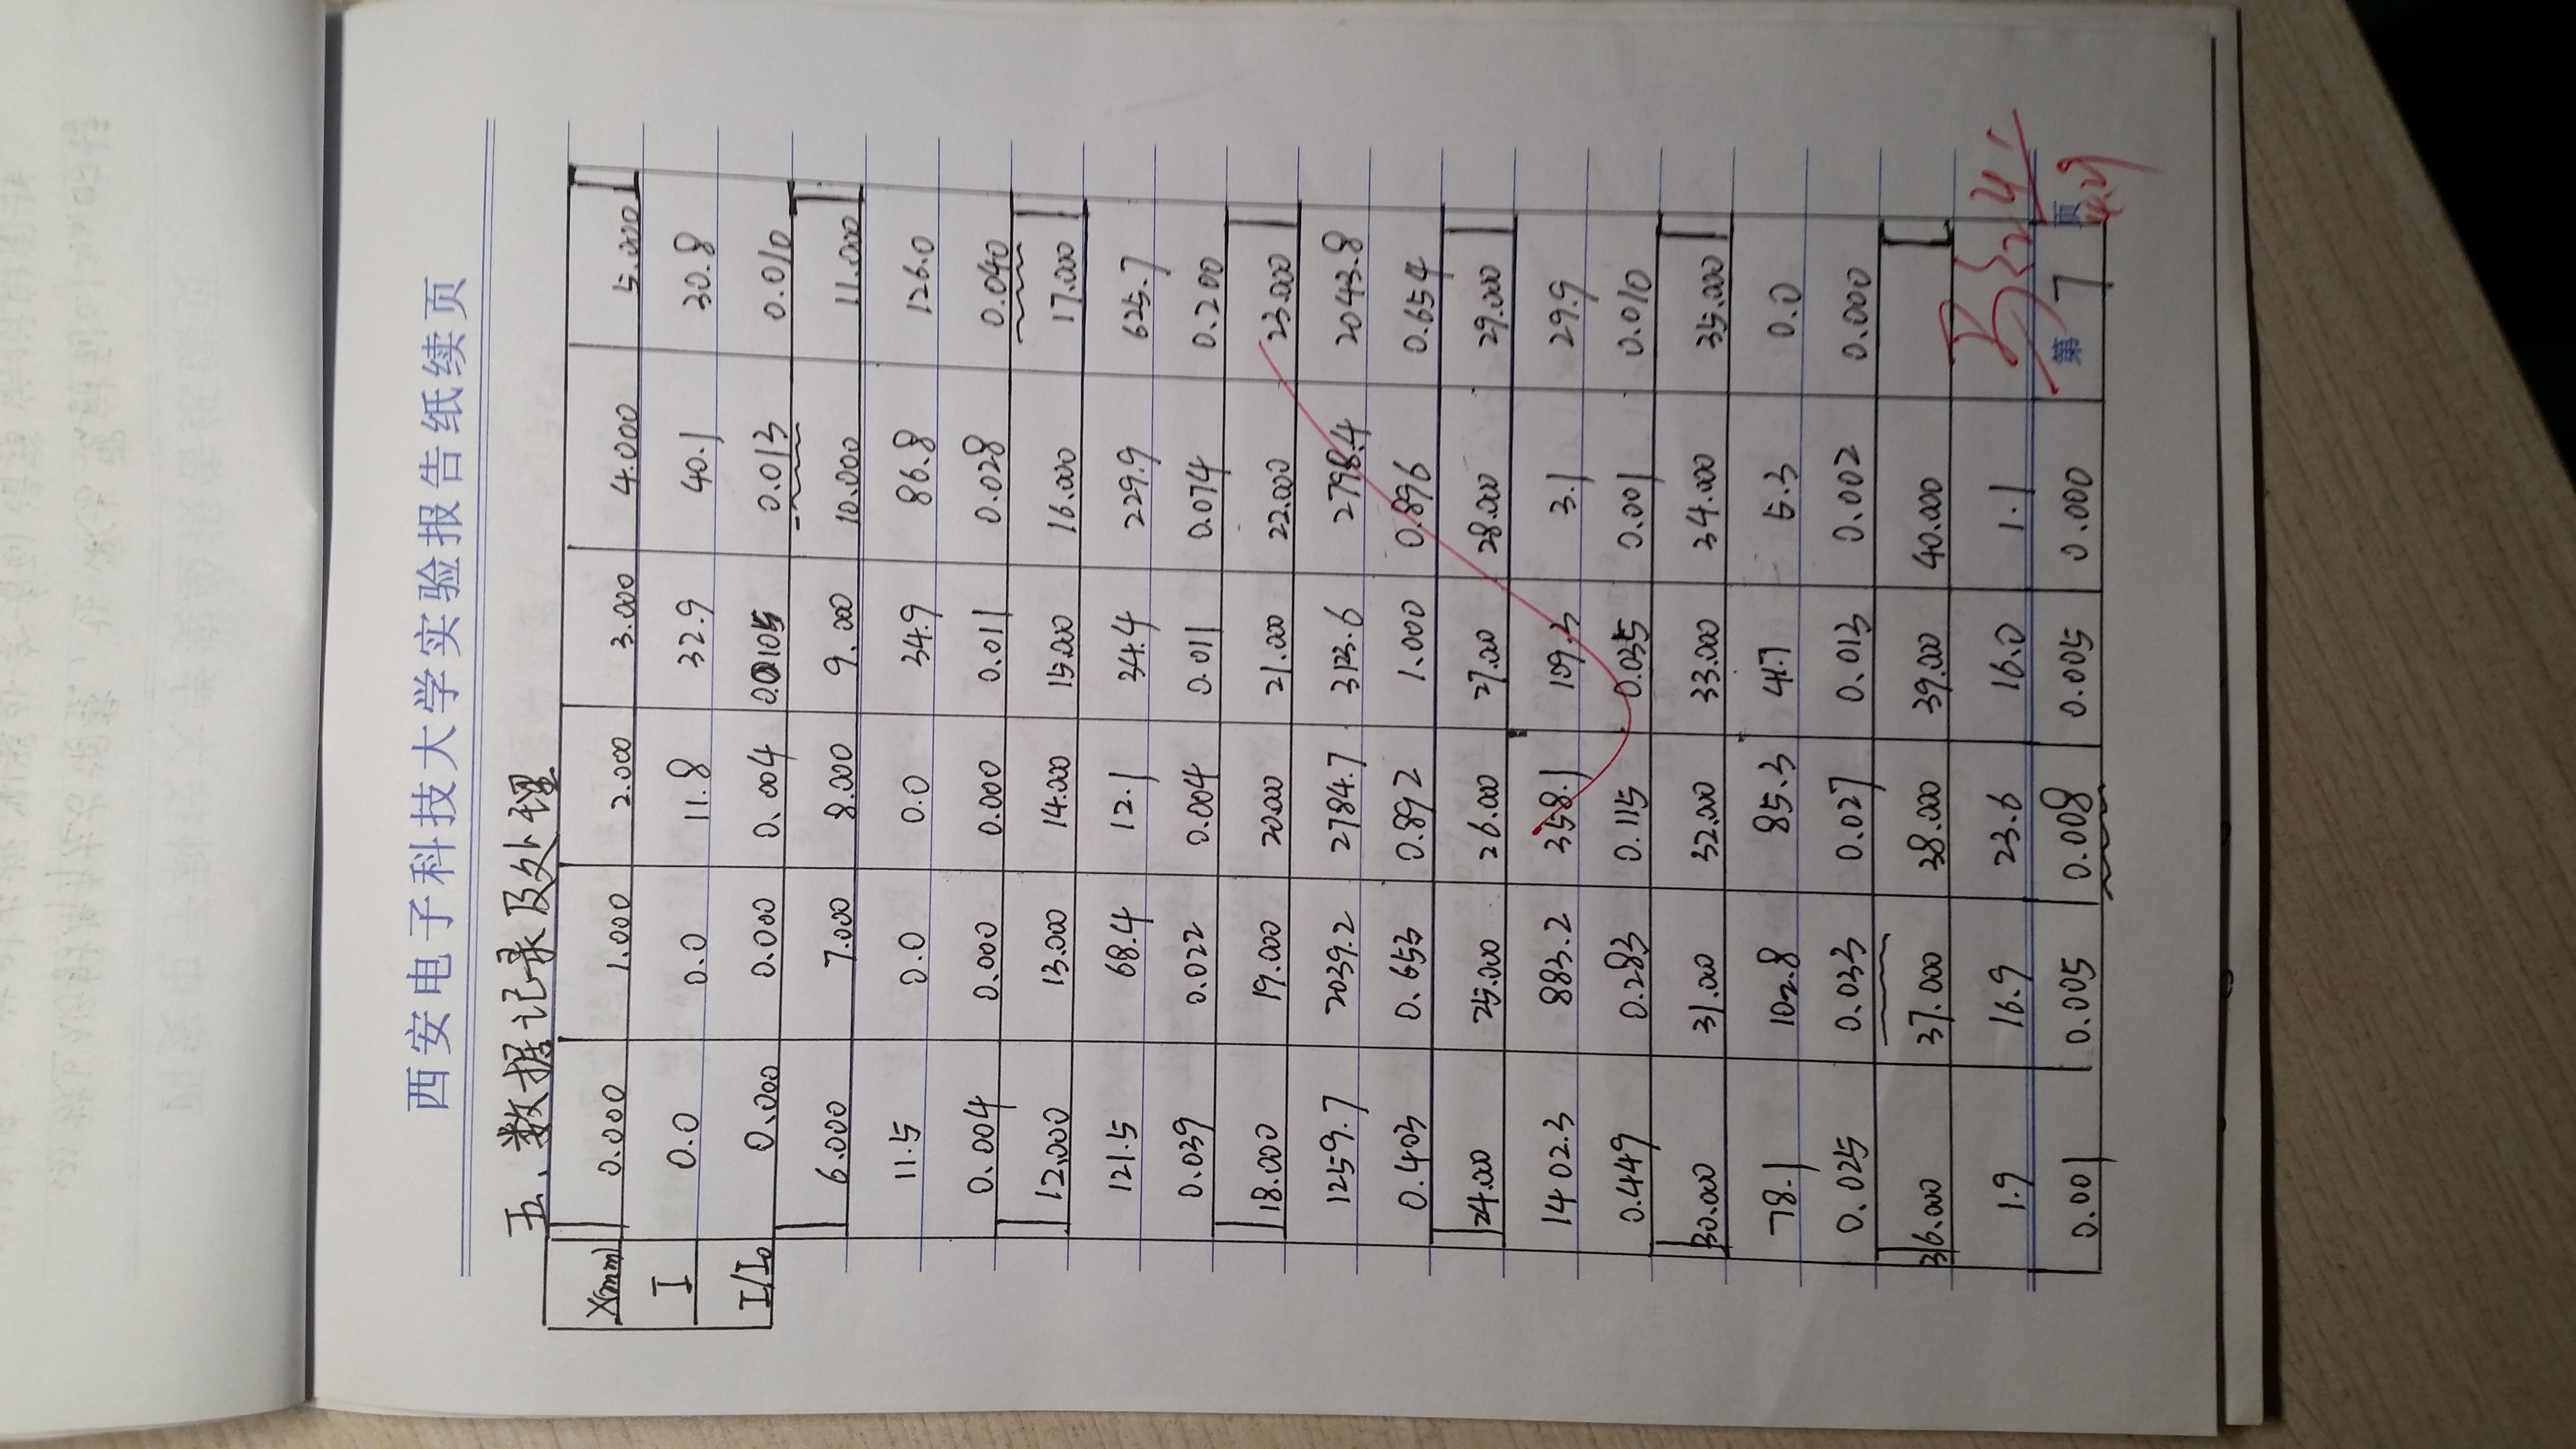 西安电子科技大学实验报告纸续页
五、数据记录及处理
X(mm) 0.000 1.000 2.000 3.000 4.000 5.000
I 0.0 0.0 11.8 32.9 40.1 30.8
I/I₀ 0.000 0.000 0.004 0.0105 0.013 0.010
6.000 7.000 8.000 9.000 10.000 11.000
11.5 0.0 0.0 34.9 86.8 126.0
0.004 0.000 0.000 0.011 0.028 0.040
12.000 13.000 14.000 15.000 16.000 17.000
121.5 68.4 12.1 34.4 229.9 625.7
0.039 0.022 0.004 0.011 0.074 0.200
18.000 19.000 20.000 21.000 22.000 23.000
1259.7 2039.2 2784.7 3123.6 2798.4 2043.8
0.403 0.653 0.892 1.000 0.896 0.654
24.000 25.000 26.000 27.000 28.000 29.000
1402.3 883.2 358.1 109.3 3.1 29.9
0.449 0.283 0.115 0.035 0.001 0.010
30.000 31.000 32.000 33.000 34.000 35.000
78.1 102.8 85.3 41.7 5.3 0.0
0.025 0.033 0.027 0.013 0.002 0.000
36.000 37.000 38.000 39.000 40.000
1.9 16.9 23.6 16.0 1.1
0.001 0.005 0.008 0.005 0.000
第 7 页
4.29